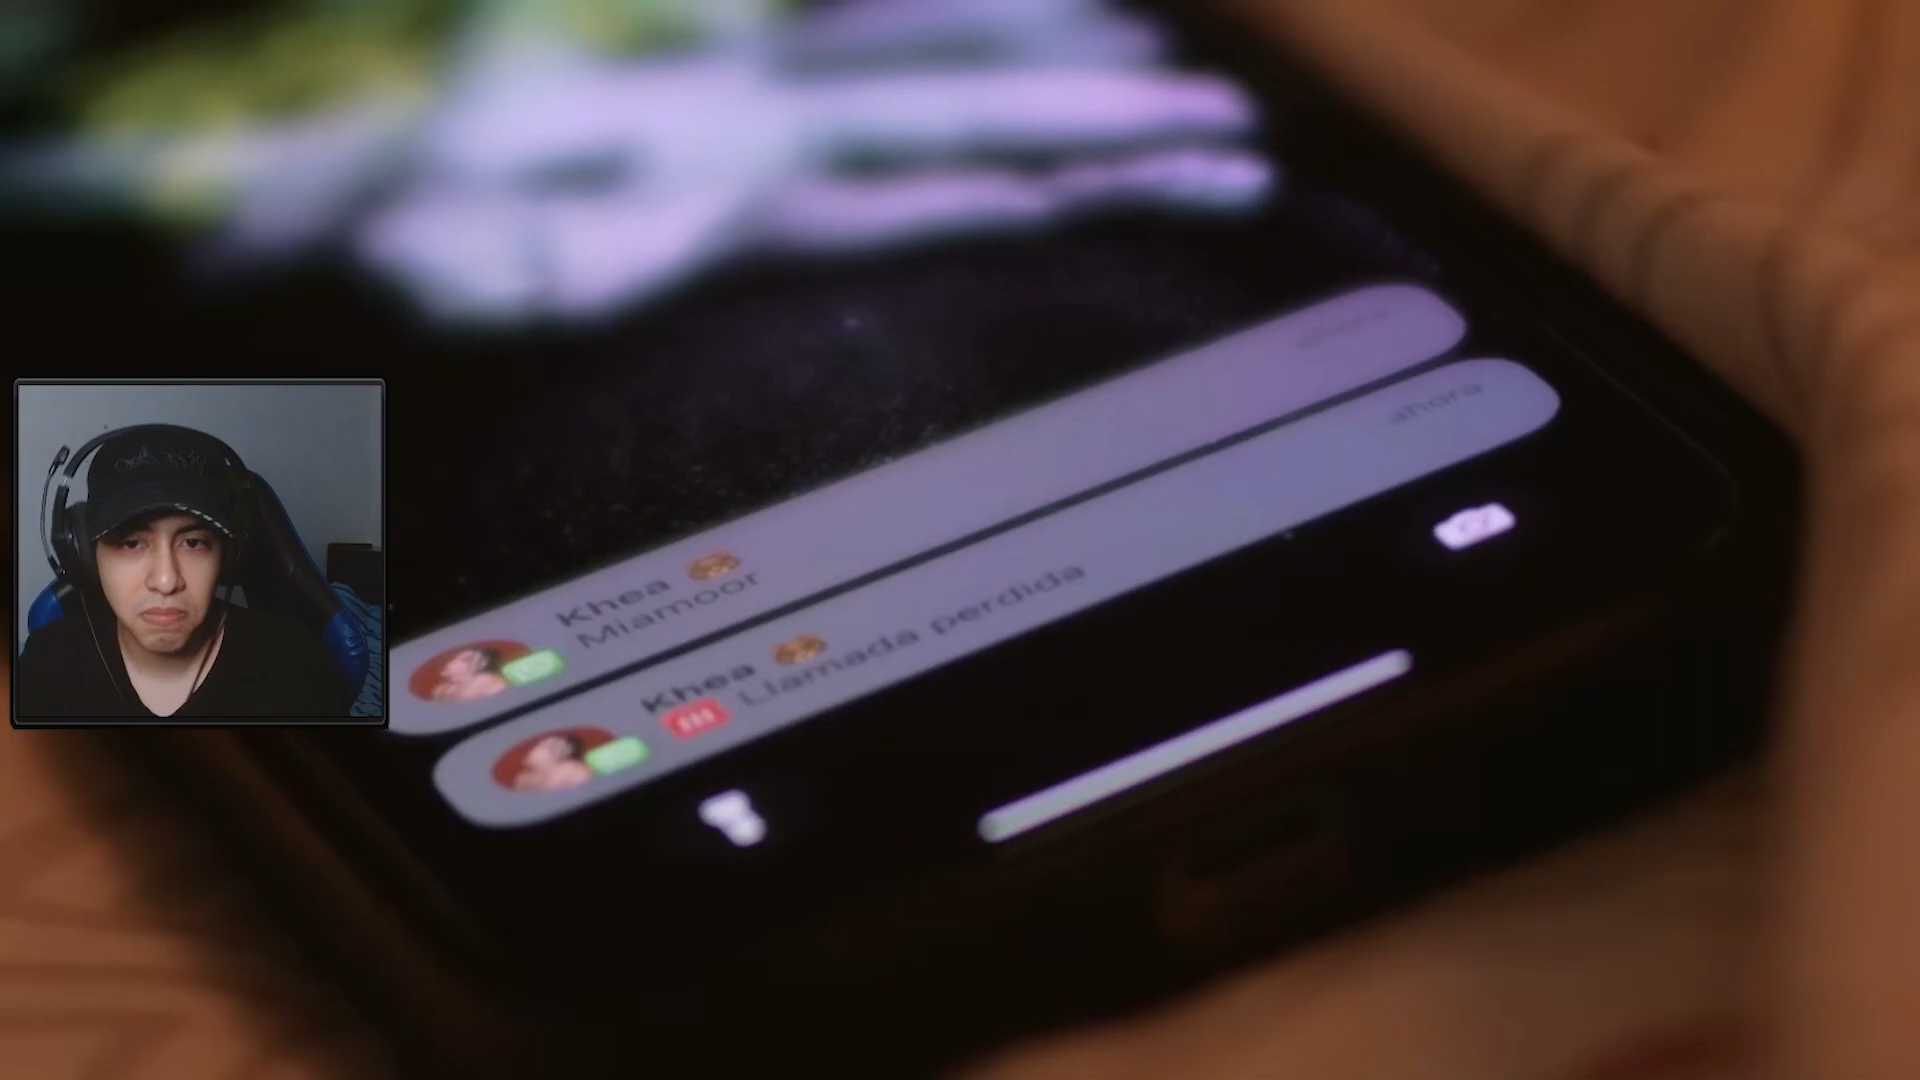 Khea 🐻
Miamoor
ahora
Khea 🐻
!!! Llamada perdida
ahora